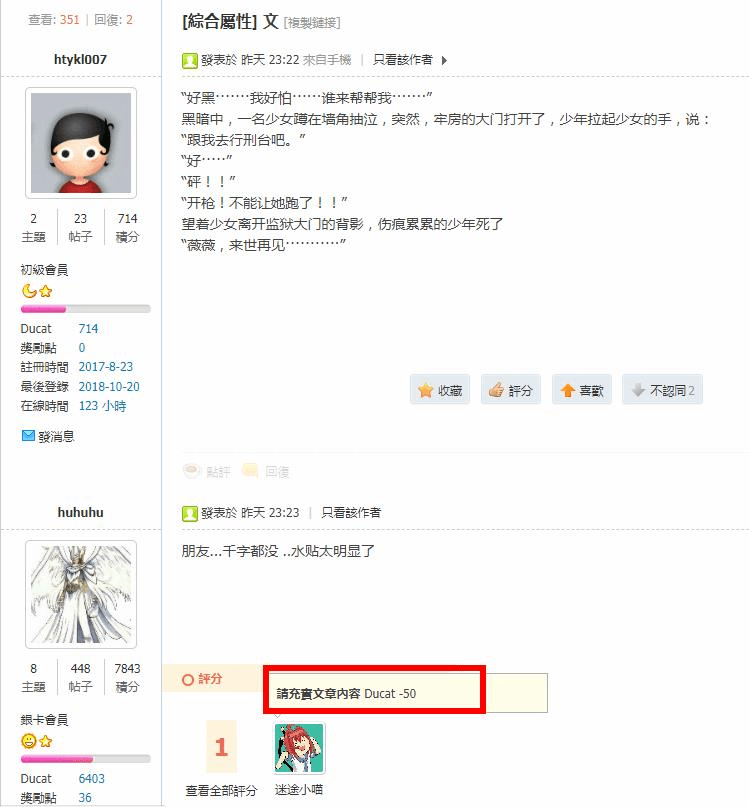 查看: 351 | 回復: 2
[綜合屬性] 文 [複製鏈接]
htykl007
發表於 昨天 23:22 來自手機 | 只看該作者
2 23 714
主題 帖子 積分
初級會員
Ducat 714
獎勵點 0
註冊時間 2017-8-23
最後登錄 2018-10-20
在線時間 123 小時
發消息
“好黑·······我好怕······谁来帮帮我·······”
黑暗中，一名少女蹲在墙角抽泣，突然，牢房的大门打开了，少年拉起少女的手，说：
“跟我去行刑台吧。”
“好·····”
“砰！！”
“开枪！不能让她跑了！！”
望着少女离开监狱大门的背影，伤痕累累的少年死了
“薇薇，来世再见···········”
收藏 評分 喜歡 不認同 2
點評 回復
huhuhu
發表於 昨天 23:23 | 只看該作者
8 448 7843
主題 帖子 積分
銀卡會員
Ducat 6403
獎勵點 36
朋友...千字都没 ..水贴太明显了
評分
請充實文章內容 Ducat -50
1
查看全部評分 迷途小喵